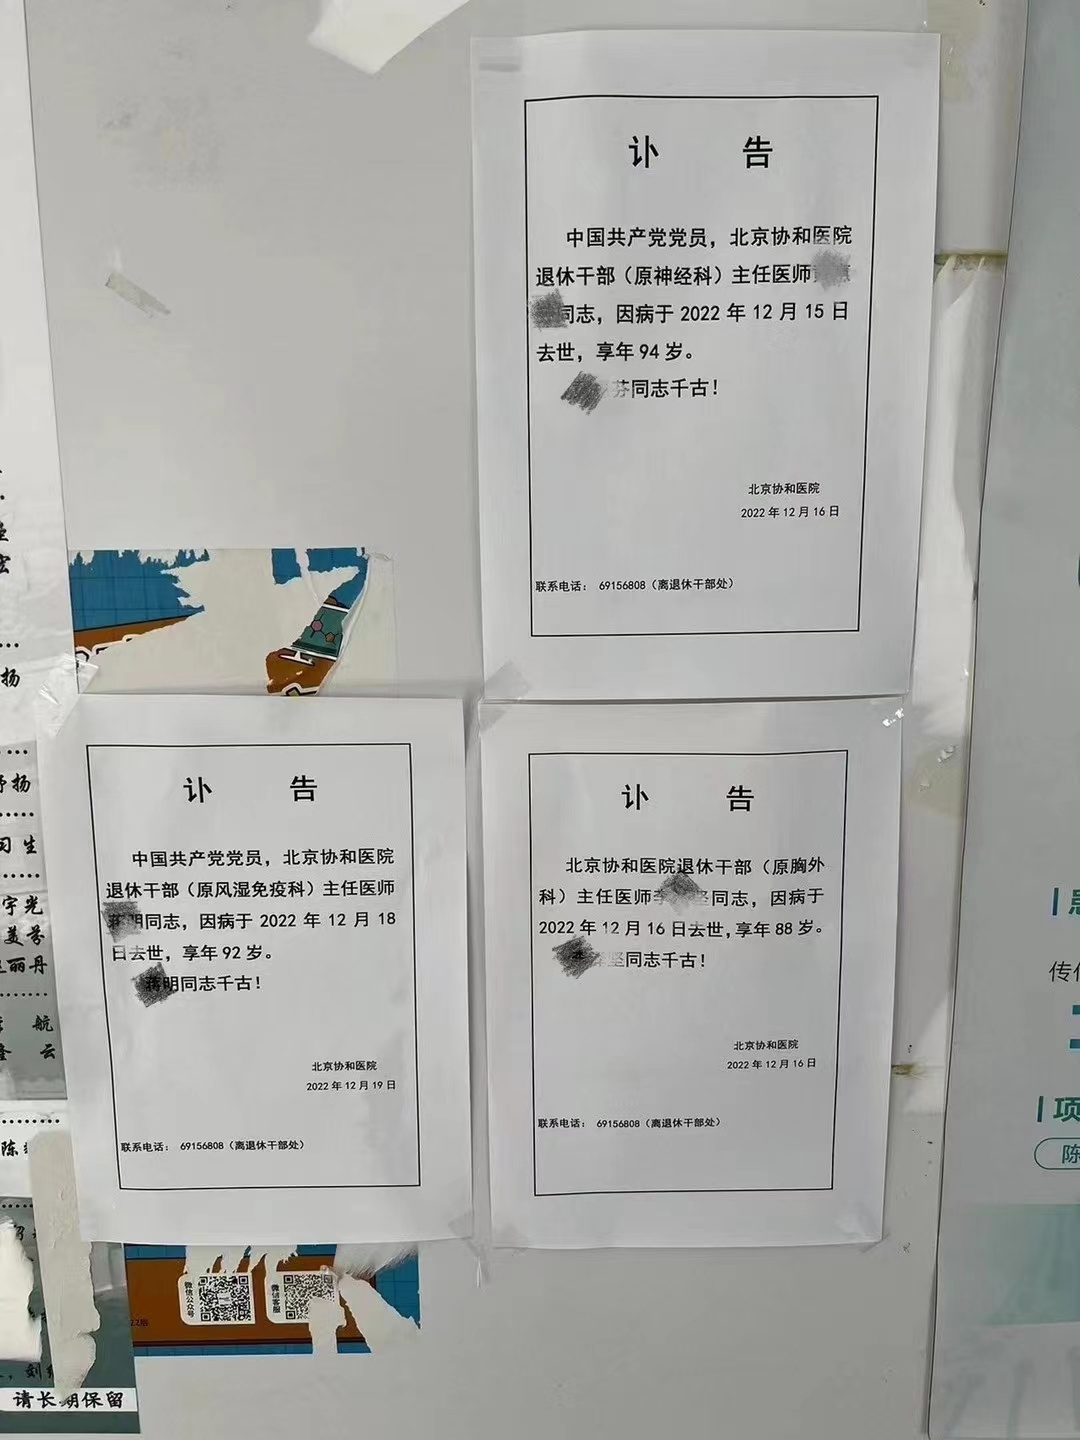 讣 告
中国共产党党员，北京协和医院
退休干部（原神经科）主任医师
同志，因病于 2022 年 12 月 15 日
去世，享年 94 岁。
芬同志千古！
北京协和医院
2022 年 12 月 16 日
联系电话： 69156808（离退休干部处）
讣 告
中国共产党党员，北京协和医院
退休干部（原风湿免疫科）主任医师
明同志，因病于 2022 年 12 月 18
日去世，享年 92 岁。
蒋明同志千古！
北京协和医院
2022 年 12 月 19 日
联系电话： 69156808（离退休干部处）
讣 告
北京协和医院退休干部（原胸外
科）主任医师李 坚同志，因病于
2022 年 12 月 16 日去世，享年 88 岁。
坚同志千古！
北京协和医院
2022 年 12 月 16 日
联系电话： 69156808（离退休干部处）
扬
扬
习 生
宇光
美芬
丽丹
航
云
陈
请长期保留
微信公众号
微信客服
传
项
陈